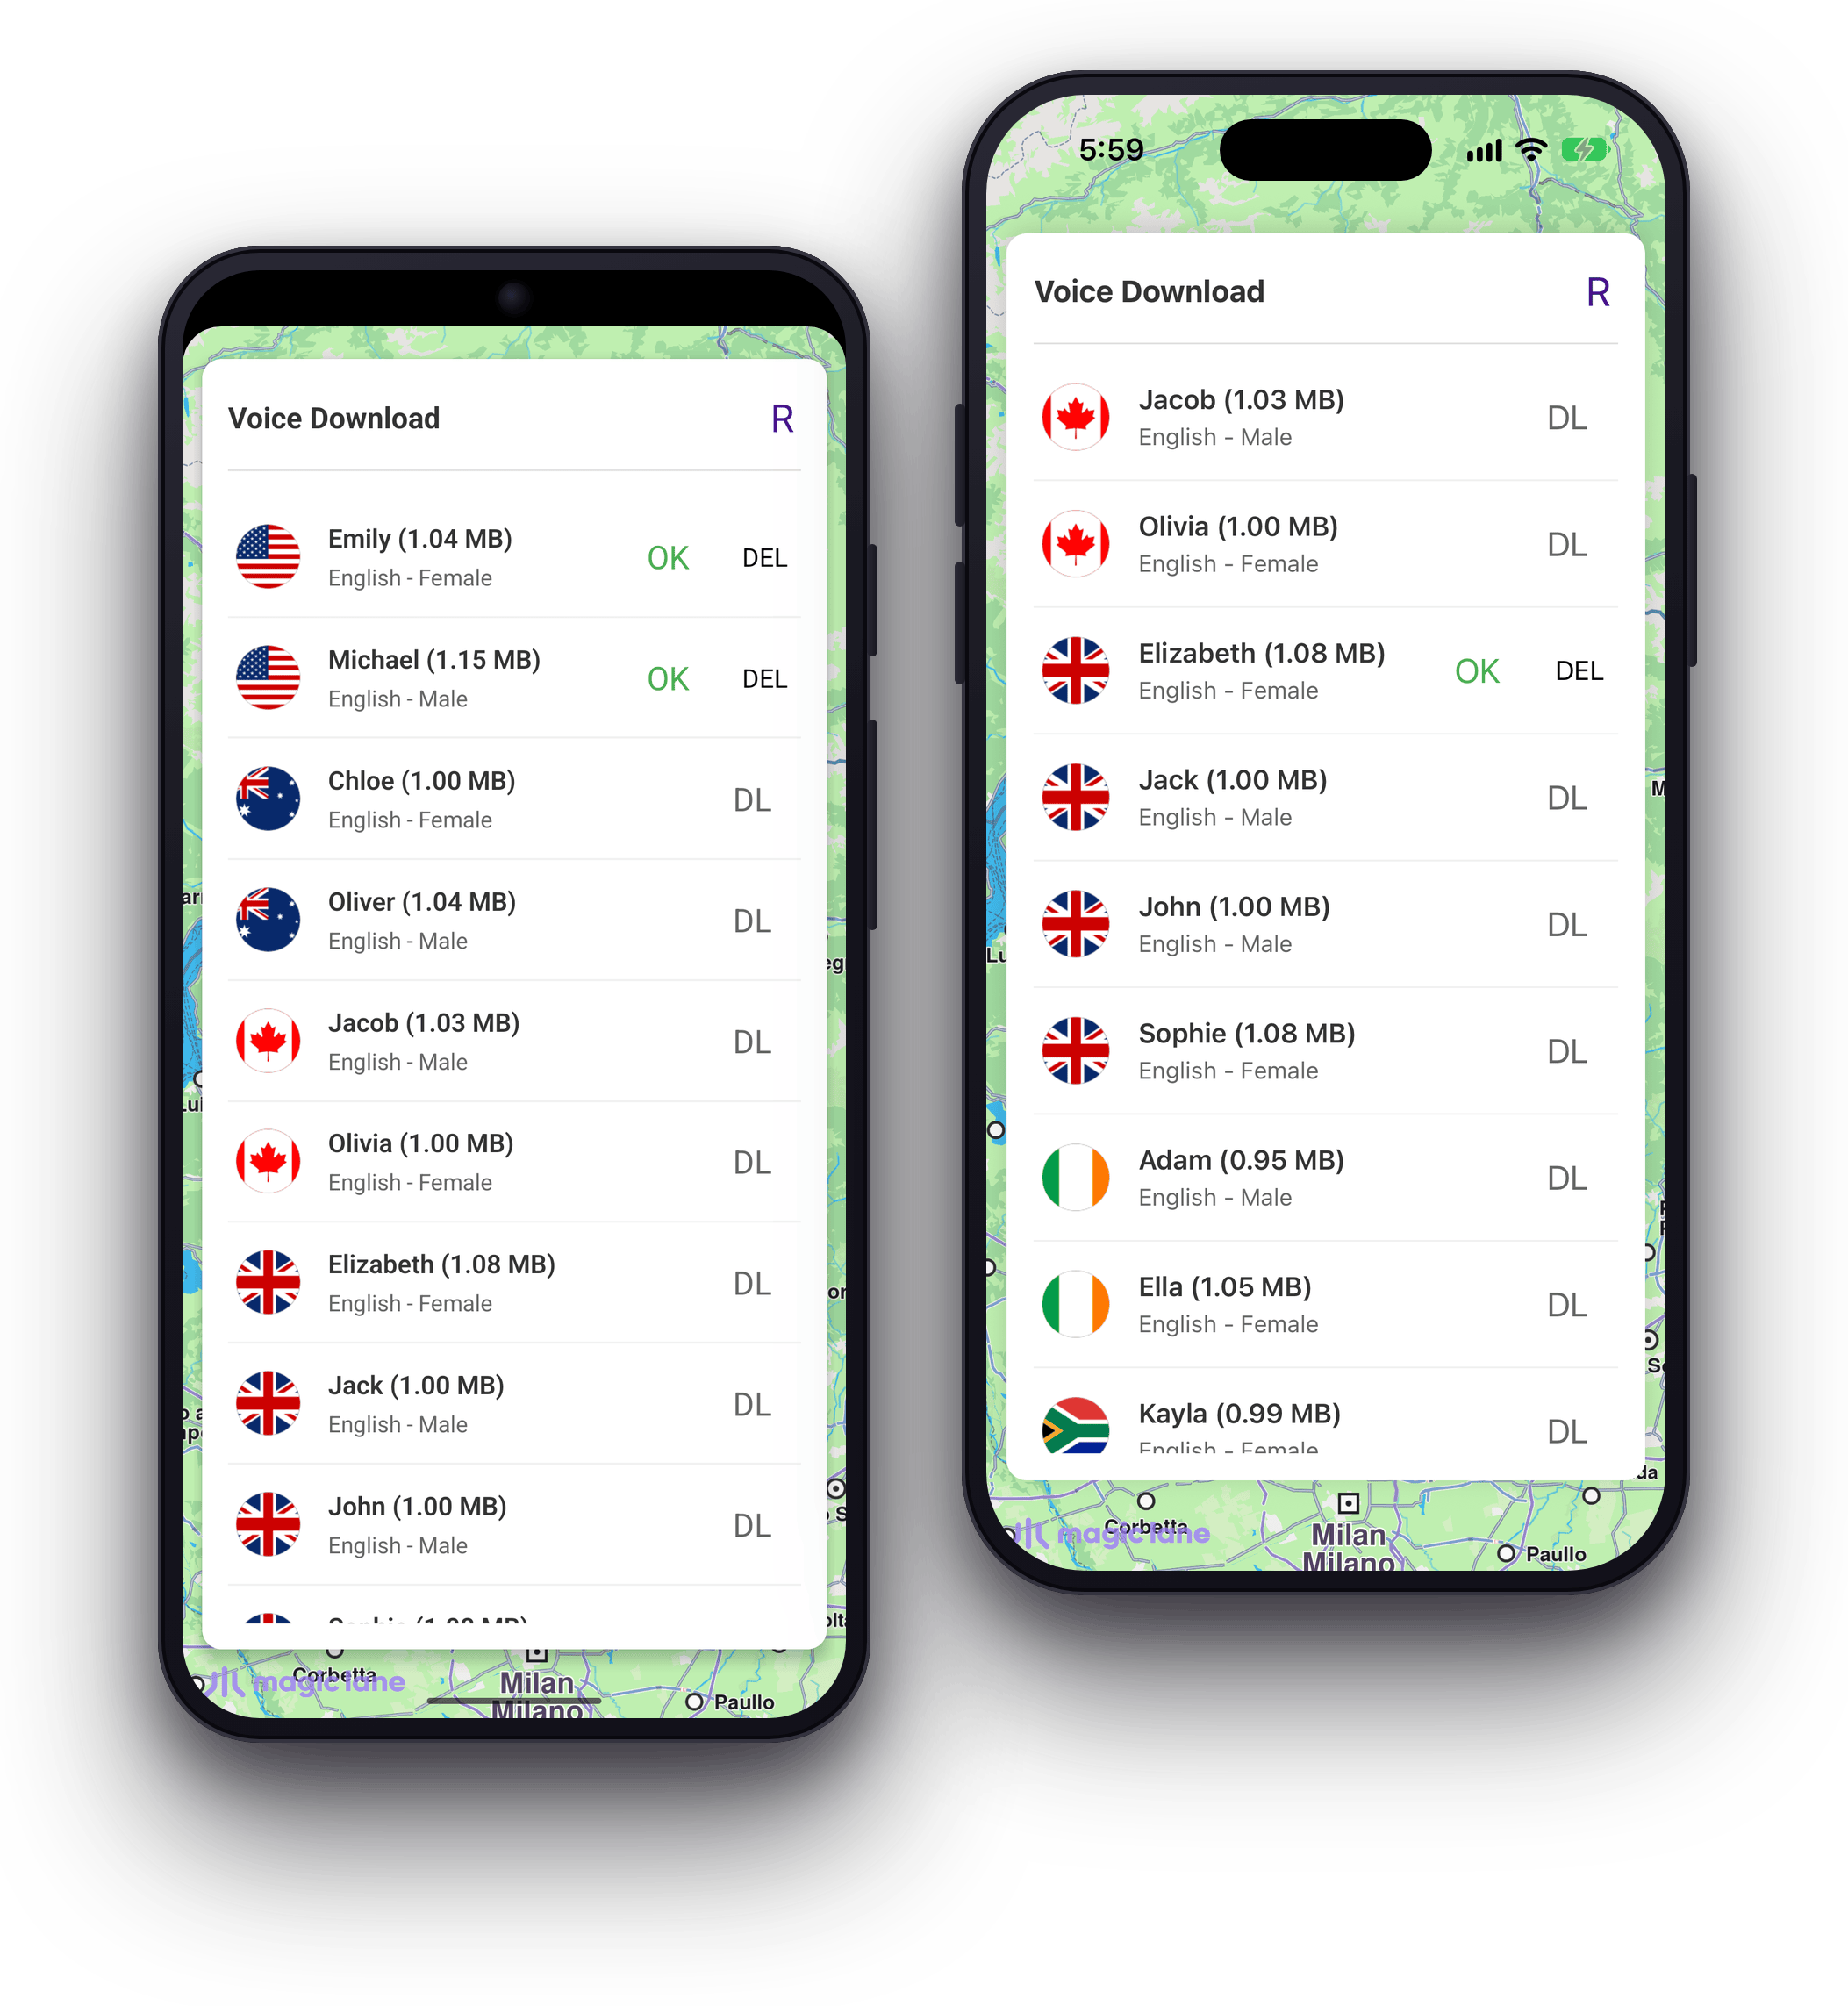 Voice Download
R
Emily (1.04 MB)
English - Female
OK
DEL
Michael (1.15 MB)
English - Male
OK
DEL
Chloe (1.00 MB)
English - Female
DL
Oliver (1.04 MB)
English - Male
DL
Jacob (1.03 MB)
English - Male
DL
Olivia (1.00 MB)
English - Female
DL
Elizabeth (1.08 MB)
English - Female
DL
Jack (1.00 MB)
English - Male
DL
John (1.00 MB)
English - Male
DL
Sophie (1.08 MB)
Corbetta
magic lane
Milan
Milano
Paullo
5:59
Voice Download
R
Jacob (1.03 MB)
English - Male
DL
Olivia (1.00 MB)
English - Female
DL
Elizabeth (1.08 MB)
English - Female
OK
DEL
Jack (1.00 MB)
English - Male
DL
John (1.00 MB)
English - Male
DL
Sophie (1.08 MB)
English - Female
DL
Adam (0.95 MB)
English - Male
DL
Ella (1.05 MB)
English - Female
DL
Kayla (0.99 MB)
English - Female
DL
Corbetta
magic lane
Milan
Milano
Paullo